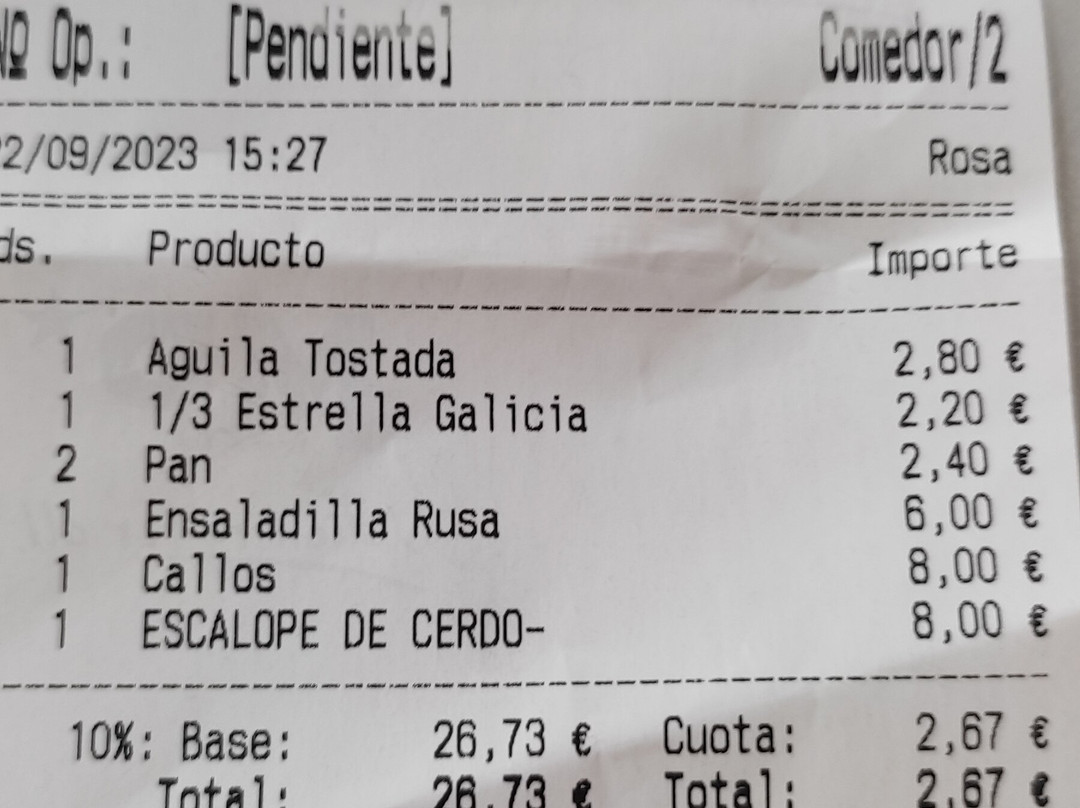 Nº Op.: [Pendiente] Comedor/2
2/09/2023 15:27 Rosa
ds. Producto Importe
1 Aguila Tostada 2,80 €
1 1/3 Estrella Galicia 2,20 €
2 Pan 2,40 €
1 Ensaladilla Rusa 6,00 €
1 Callos 8,00 €
1 ESCALOPE DE CERDO- 8,00 €
10%: Base: 26,73 € Cuota: 2,67 €
Total: 26,73 € Total: 2,67 €